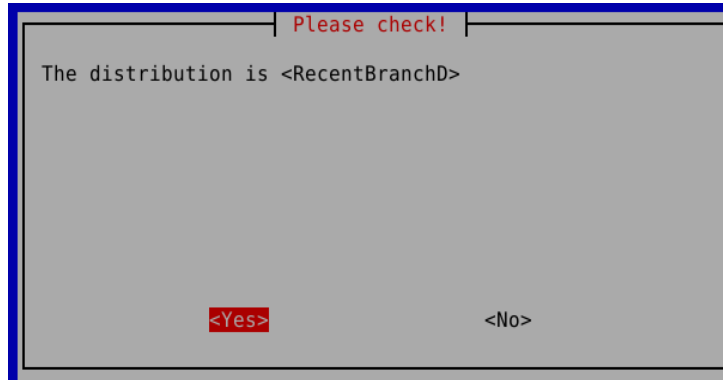 Please check!
The distribution is <RecentBranchD>
<Yes> <No>